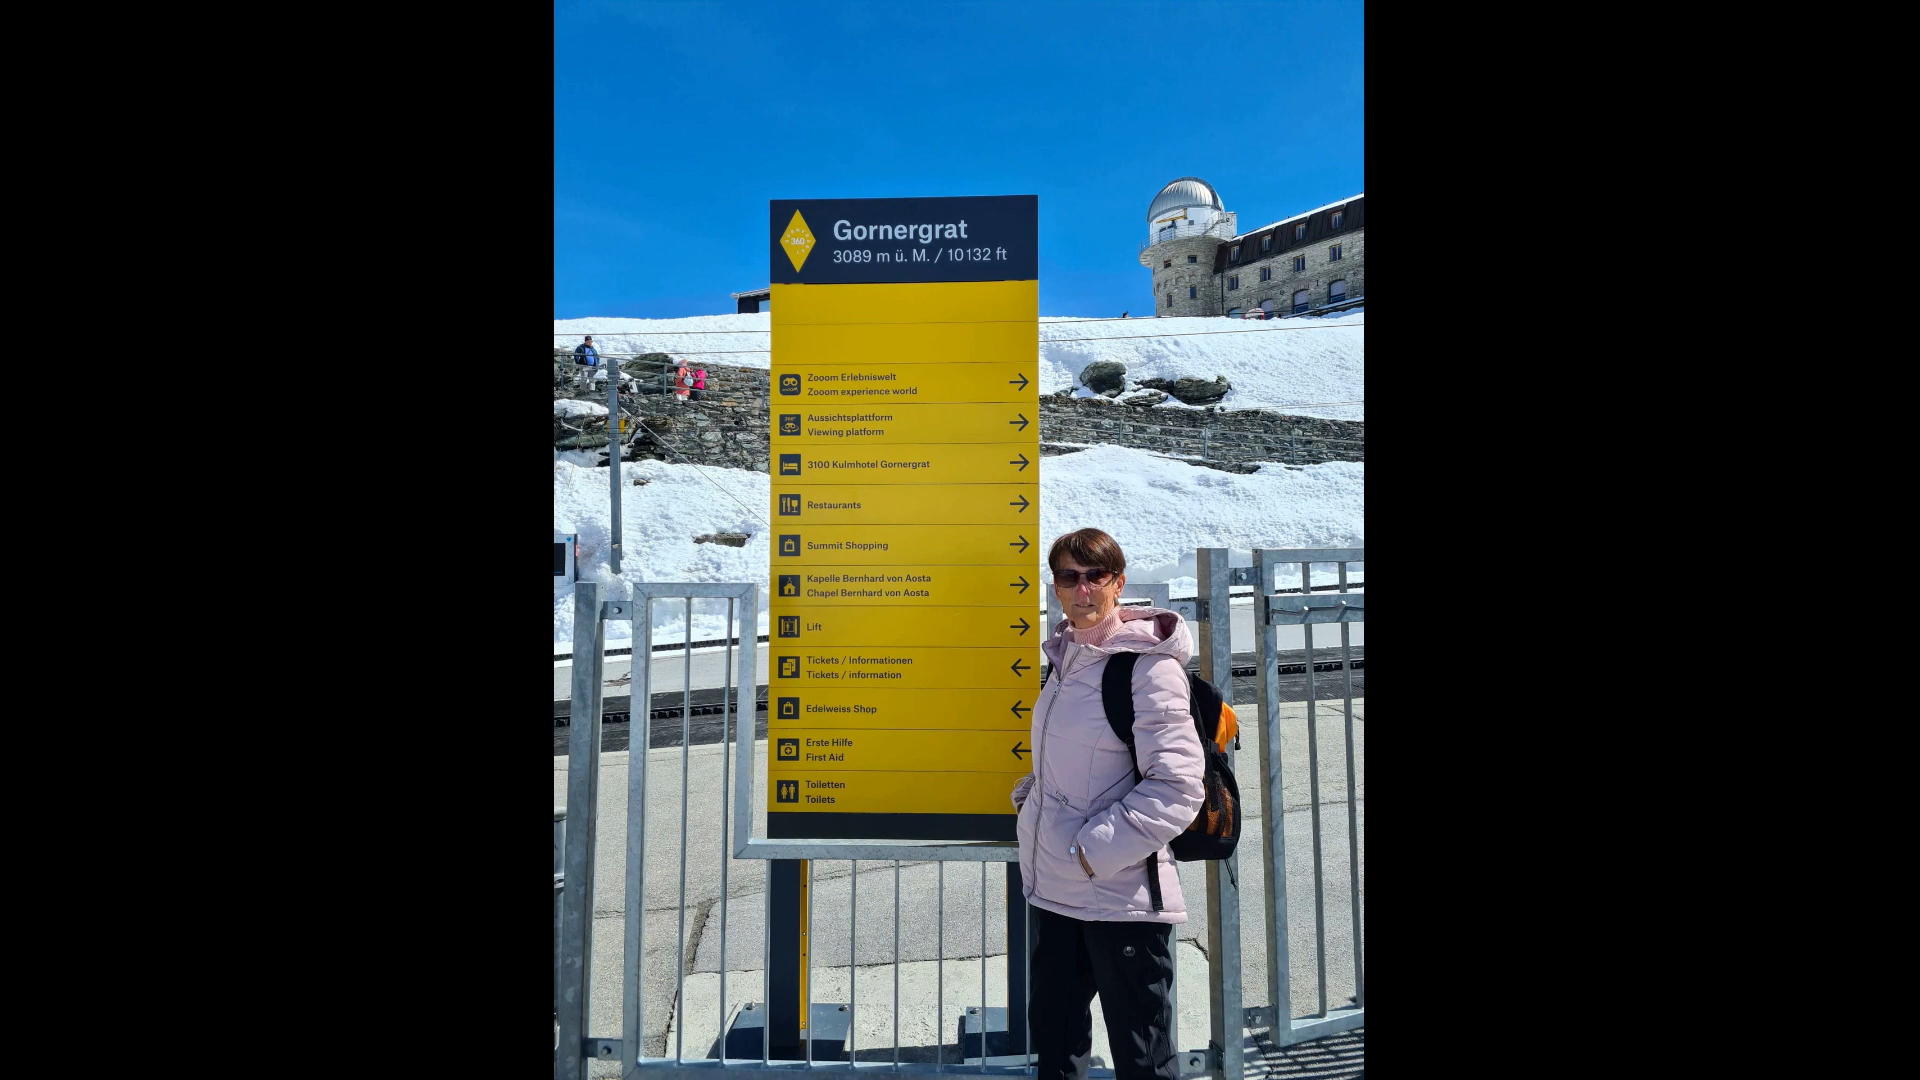 360
Gornergrat
3089 m ü. M. / 10132 ft
Zooom Erlebniswelt
Zooom experience world
Aussichtsplattform
Viewing platform
3100 Kulmhotel Gornergrat
Restaurants
Summit Shopping
Kapelle Bernhard von Aosta
Chapel Bernhard von Aosta
Lift
Tickets / Informationen
Tickets / information
Edelweiss Shop
Erste Hilfe
First Aid
Toiletten
Toilets